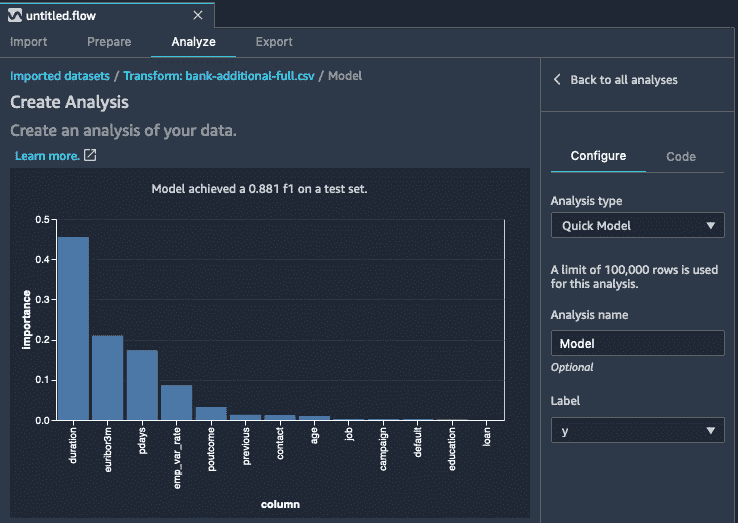 untitled.flow
Import Prepare Analyze Export
Imported datasets / Transform: bank-additional-full.csv / Model
Create Analysis
Create an analysis of your data.
Learn more.
Model achieved a 0.881 f1 on a test set.
0.5
0.4
0.3
0.2
0.1
0.0
importance
duration
euribor3m
pdays
emp_var_rate
poutcome
previous
contact
age
job
campaign
default
education
loan
column
Back to all analyses
Configure Code
Analysis type
Quick Model
A limit of 100,000 rows is used
for this analysis.
Analysis name
Model
Optional
Label
y